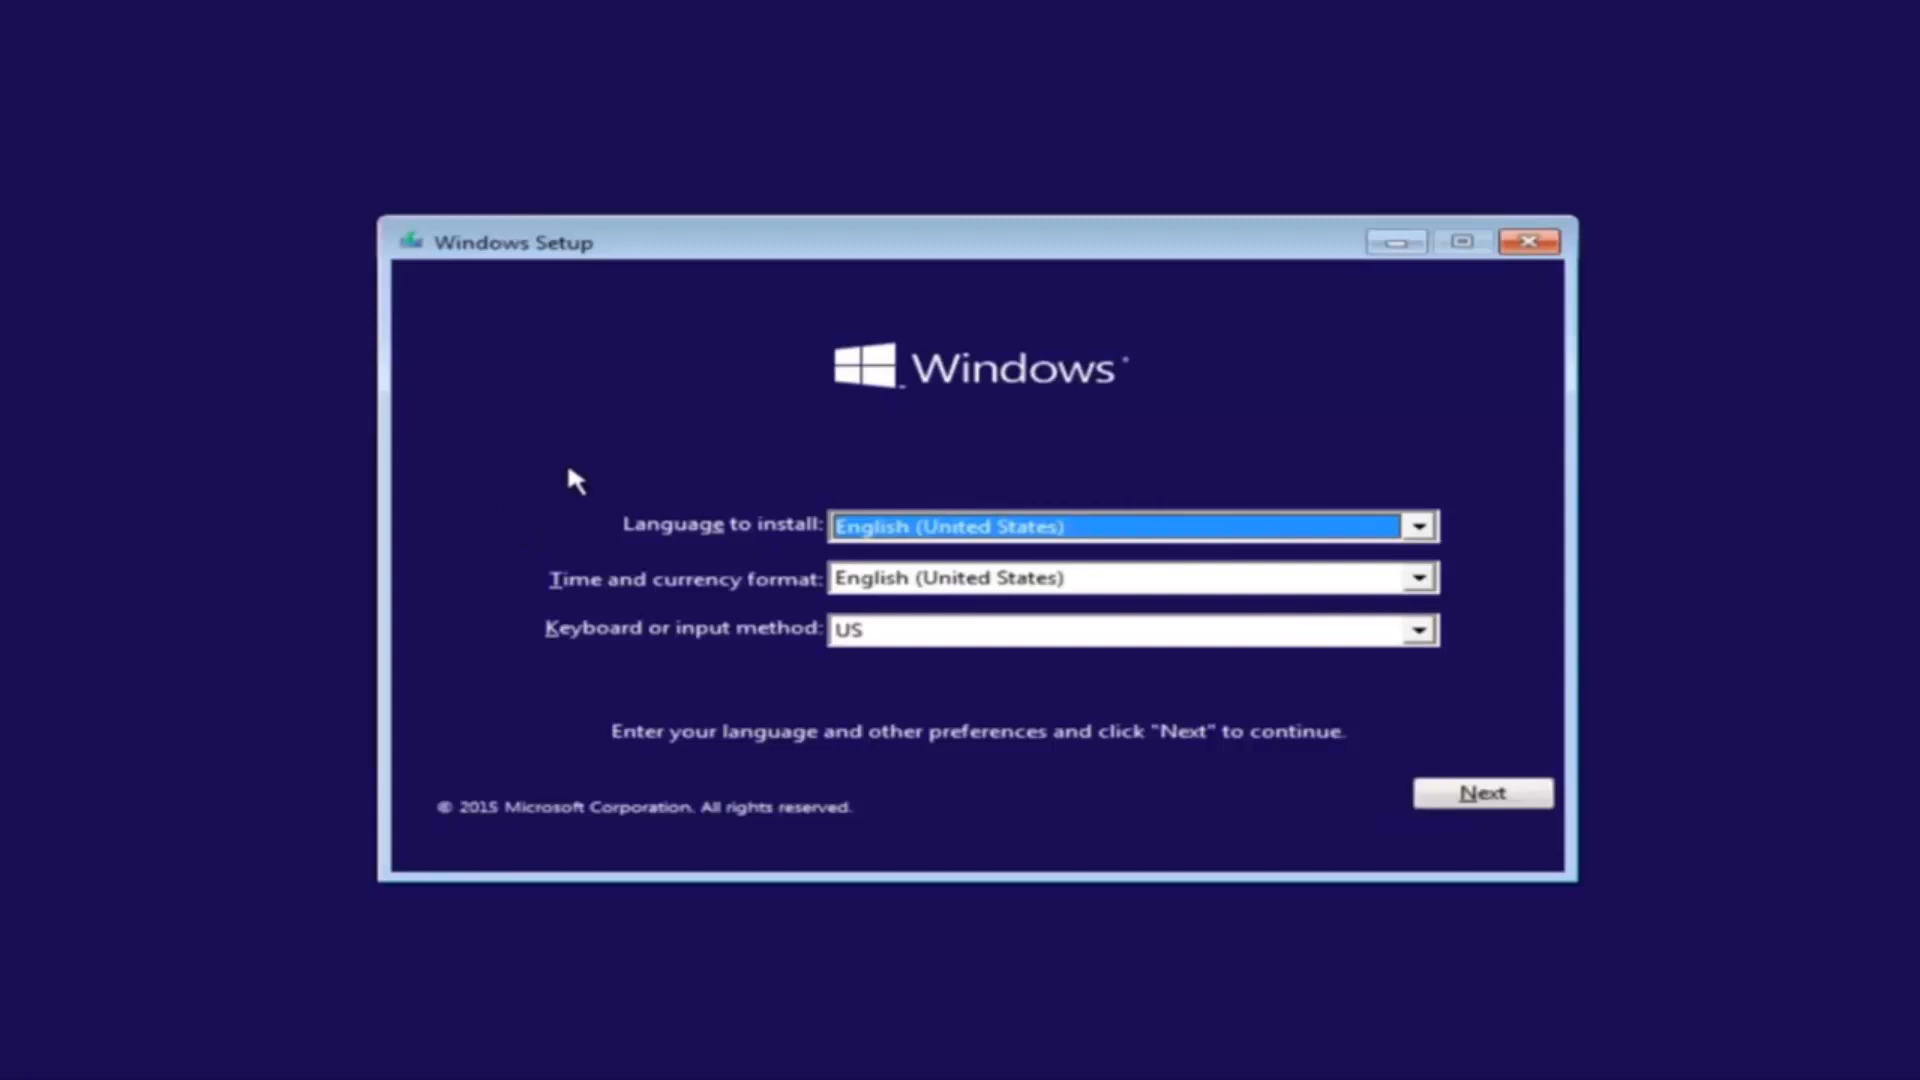 Windows Setup
Windows
Language to install: English (United States)
Time and currency format: English (United States)
Keyboard or input method: US
Enter your language and other preferences and click "Next" to continue.
Next
© 2015 Microsoft Corporation. All rights reserved.